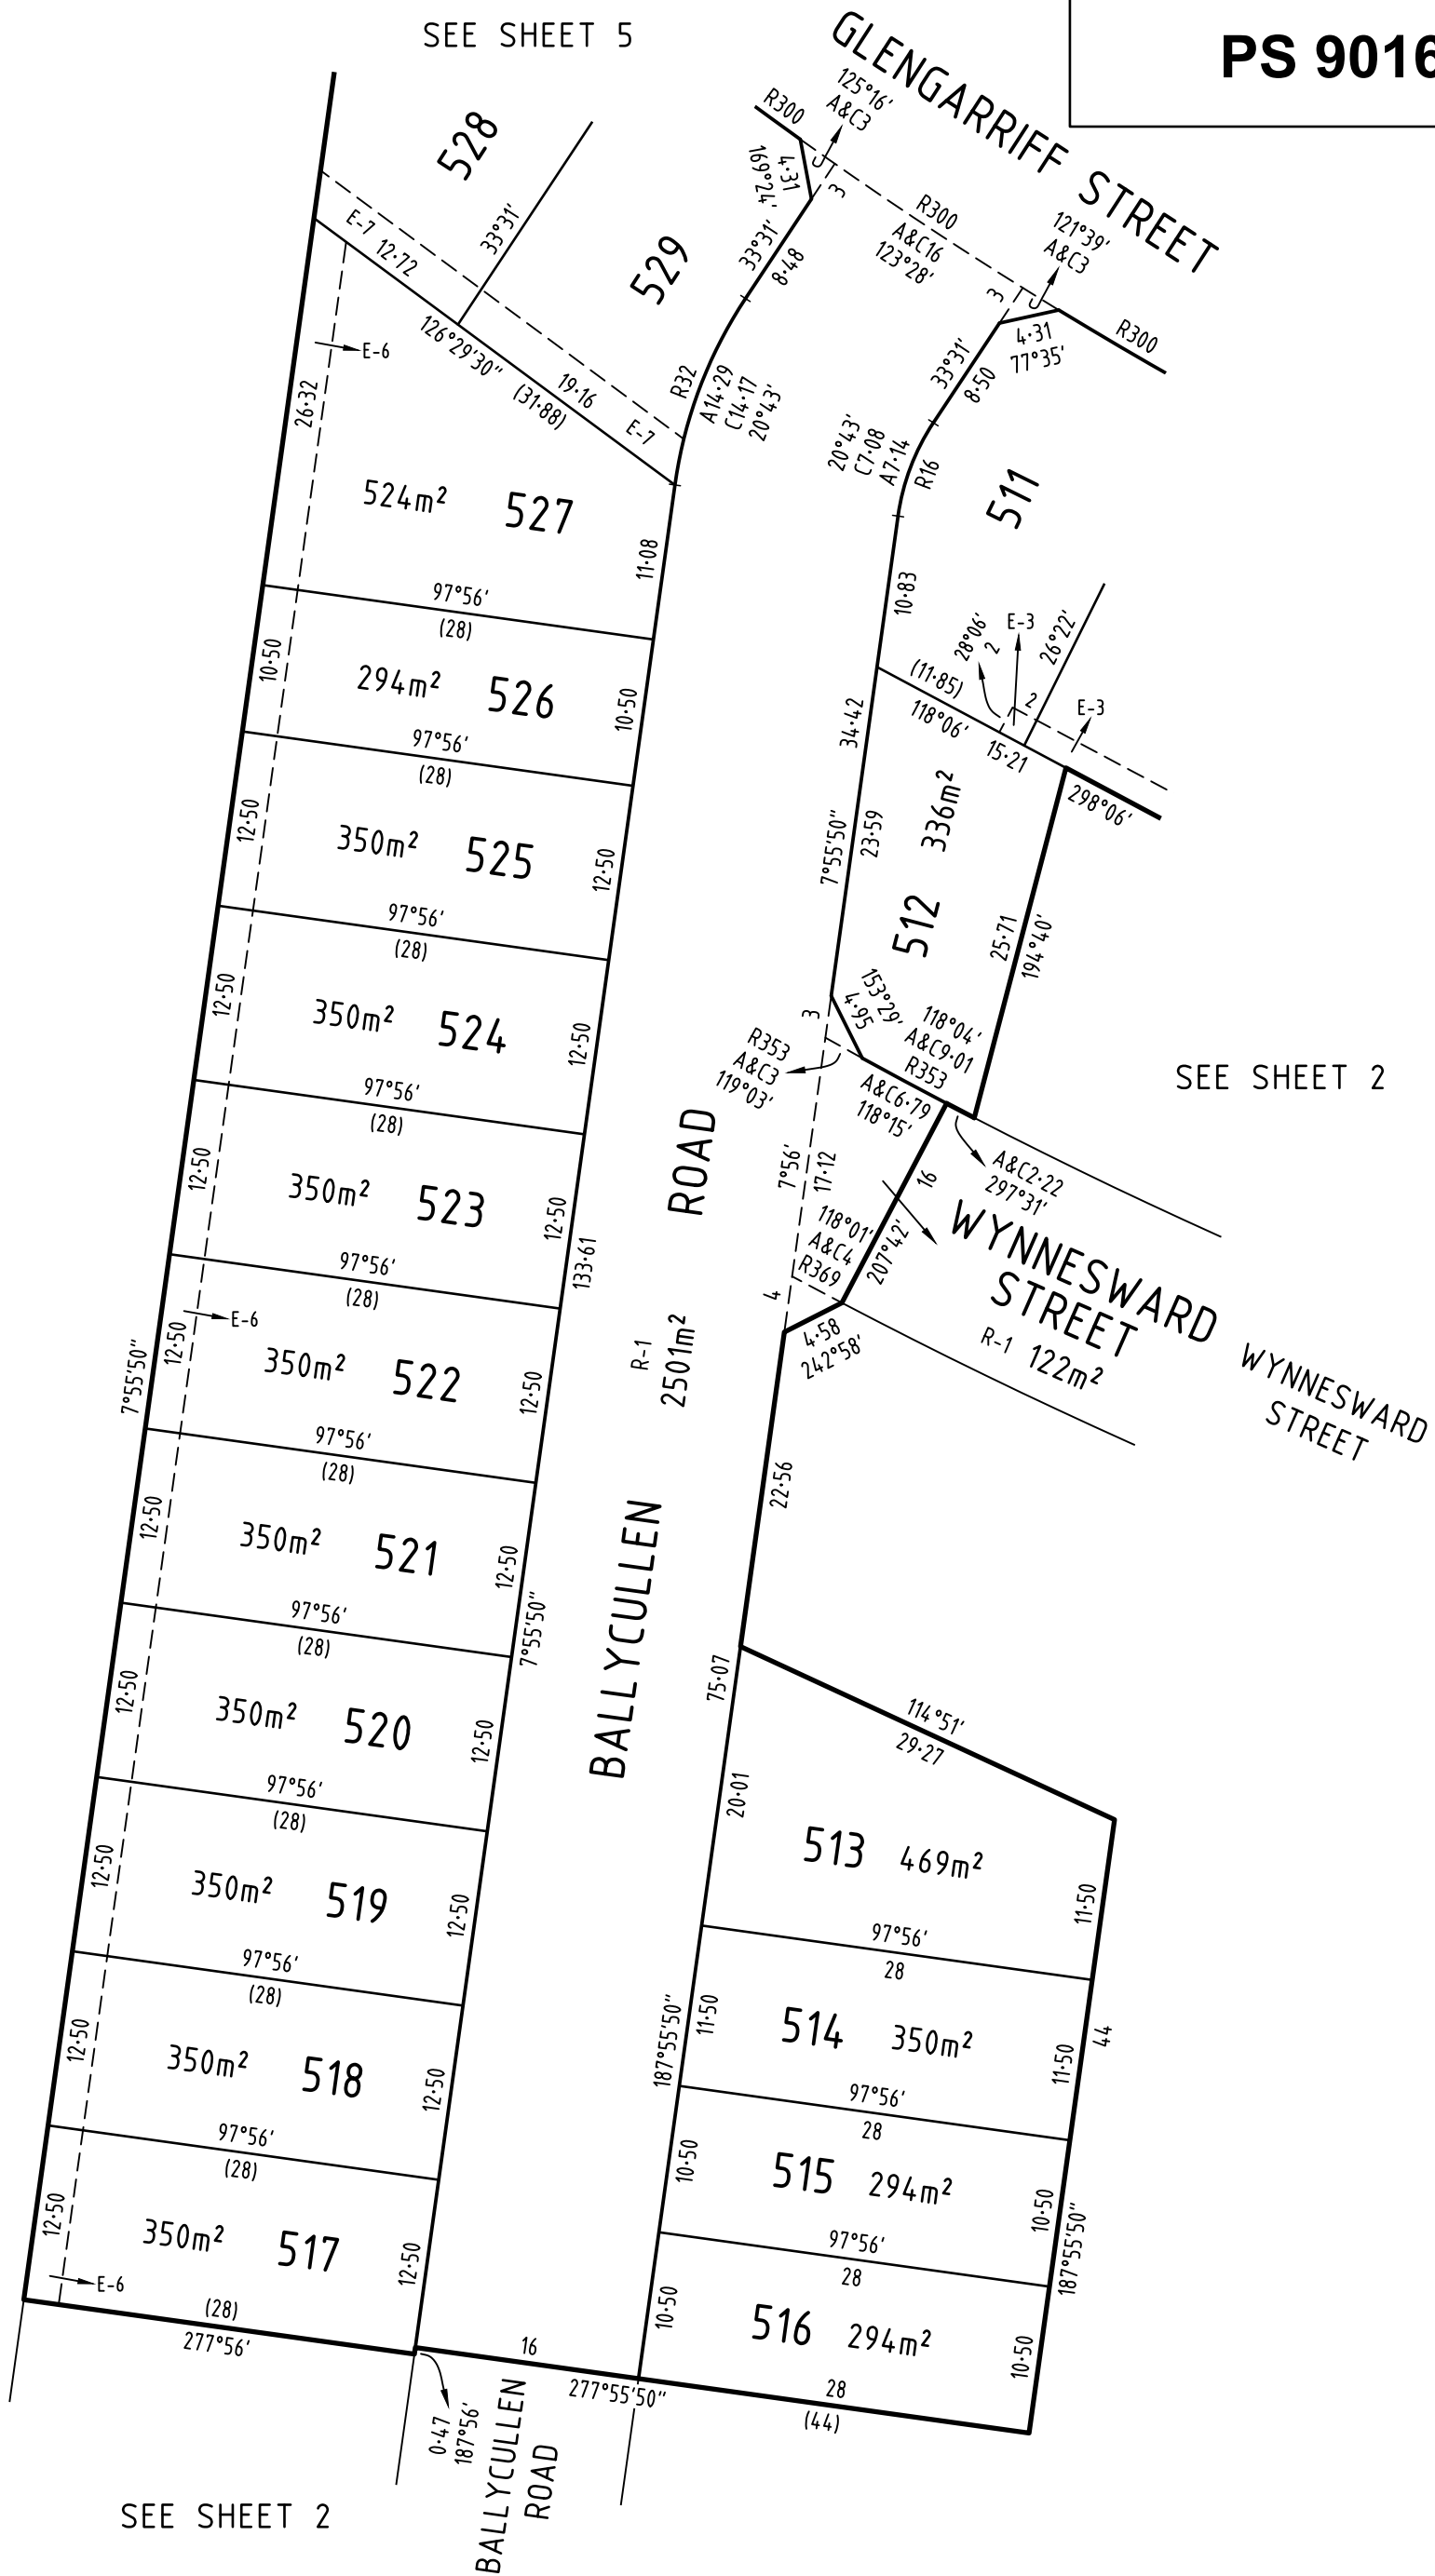 SEE SHEET 5
PS 9016
GLENGARRIFF STREET
125°16'
A&C3
R300
4·31
169°24'
3
R300
A&C16
123°28'
121°39'
A&C3
3
4·31
77°35'
R300
528
33°31'
529
33°31'
8·48
E-7
12·72
126°29'30"
(31·88)
19·16
E-7
E-6
26·32
R32
A14·29
C14·17
20°43'
33°31'
8·50
20°43'
C7·08
A7·14
R16
511
524m²
527
11·08
10·83
97°56'
(28)
28°06'
2
E-3
26°22'
2
E-3
(11·85)
118°06'
15·21
298°06'
10·50
294m²
526
10·50
34·42
97°56'
(28)
12·50
350m²
525
12·50
7°55'50"
23·59
336m²
512
25·71
194°40'
97°56'
(28)
12·50
350m²
524
12·50
3
153°29'
4·95
118°04'
A&C9·01
R353
R353
A&C3
119°03'
A&C6·79
118°15'
SEE SHEET 2
97°56'
(28)
12·50
350m²
523
12·50
133·61
ROAD
7°56'
17·12
16
207°42'
A&C2·22
297°31'
118°01'
A&C4
R369
4
4·58
242°58'
WYNNESWARD
STREET
R-1 122m²
WYNNESWARD
STREET
97°56'
(28)
E-6
7°55'50"
12·50
350m²
522
12·50
R-1
2501m²
97°56'
(28)
12·50
350m²
521
12·50
22·56
7°55'50"
BALLYCULLEN
97°56'
(28)
12·50
350m²
520
12·50
75·07
114°51'
29·27
20·01
513 469m²
11·50
97°56'
(28)
12·50
350m²
519
12·50
97°56'
28
97°56'
(28)
12·50
350m²
518
12·50
187°55'50"
11·50
514 350m²
11·50
44
97°56'
28
97°56'
(28)
12·50
350m²
517
12·50
10·50
515 294m²
10·50
187°55'50"
97°56'
28
E-6
(28)
277°56'
10·50
516 294m²
10·50
16
277°55'50"
28
(44)
0·47
187°56'
BALLYCULLEN
ROAD
SEE SHEET 2